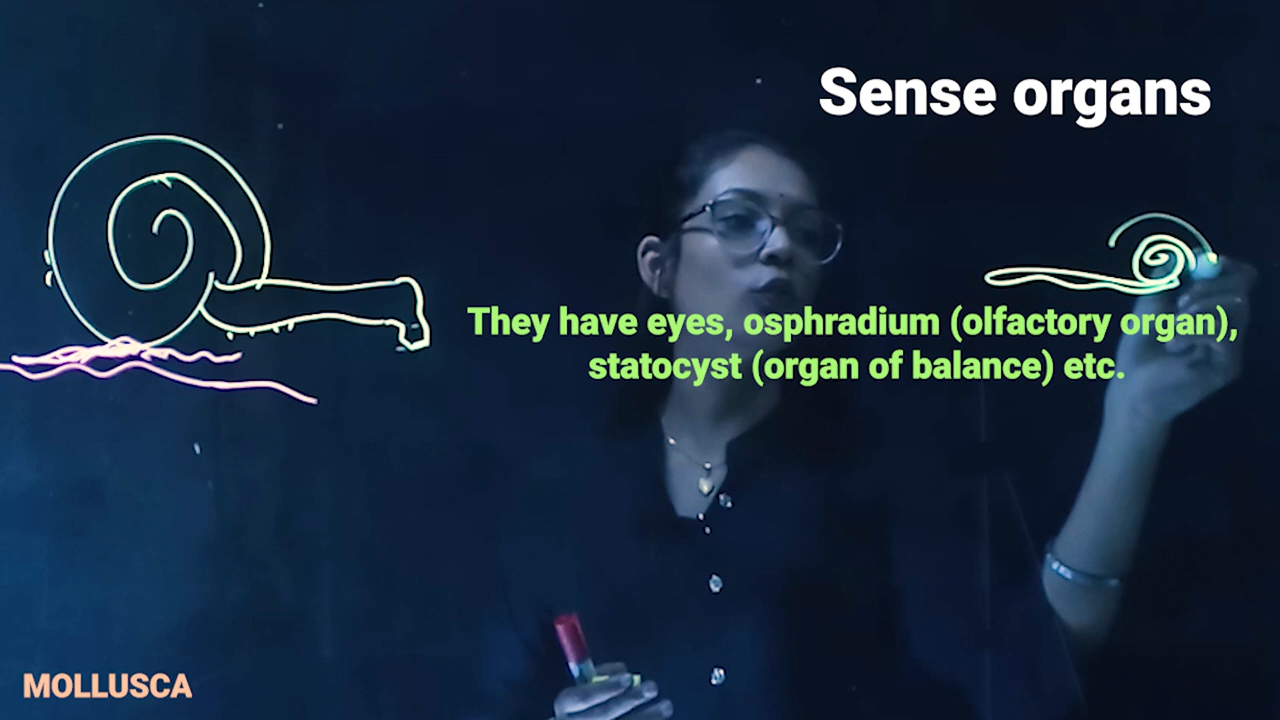 Sense organs
They have eyes, osphradium (olfactory organ),
statocyst (organ of balance) etc.
MOLLUSCA